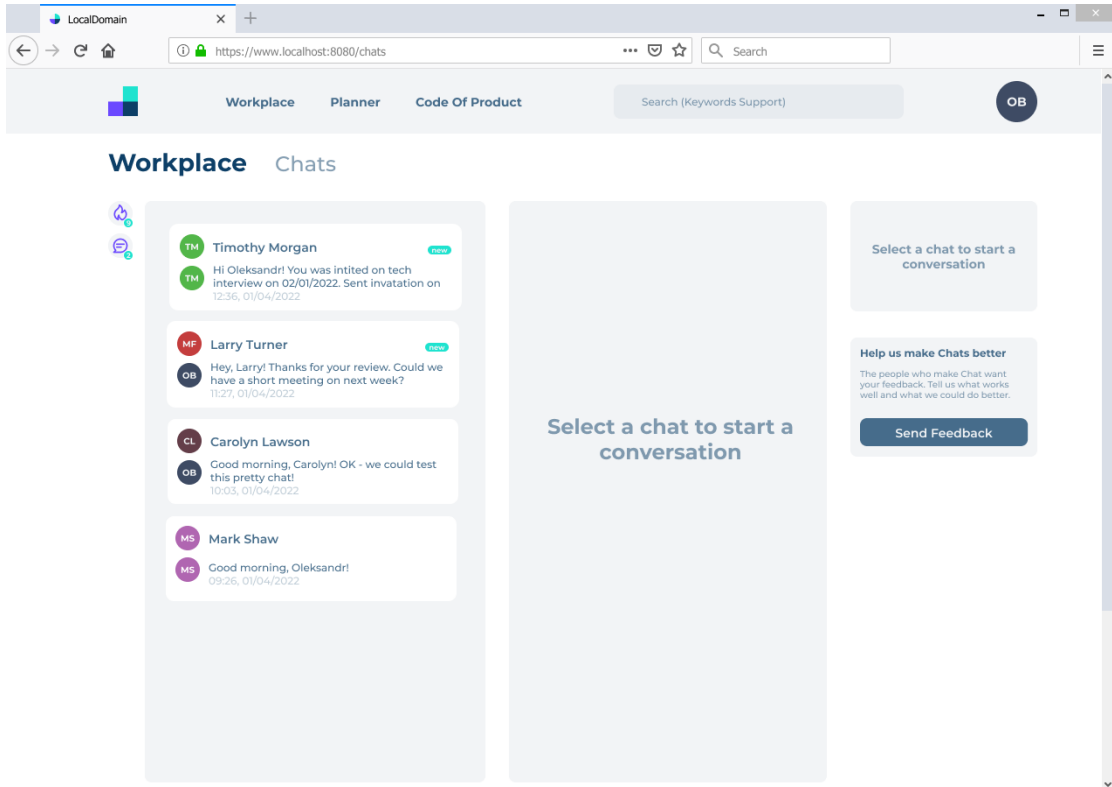 LocalDomain
https://www.localhost:8080/chats
Search
Workplace
Planner
Code Of Product
Search (Keywords Support)
OB
Workplace
Chats
9
2
TM
Timothy Morgan
new
TM
Hi Oleksandr! You was intited on tech
interview on 02/01/2022. Sent invatation on
12:36, 01/04/2022
MF
Larry Turner
new
OB
Hey, Larry! Thanks for your review. Could we
have a short meeting on next week?
11:27, 01/04/2022
CL
Carolyn Lawson
OB
Good morning, Carolyn! OK - we could test
this pretty chat!
10:03, 01/04/2022
MS
Mark Shaw
MS
Good morning, Oleksandr!
09:26, 01/04/2022
Select a chat to start a
conversation
Select a chat to start a
conversation
Help us make Chats better
The people who make Chat want
your feedback. Tell us what works
well and what we could do better.
Send Feedback